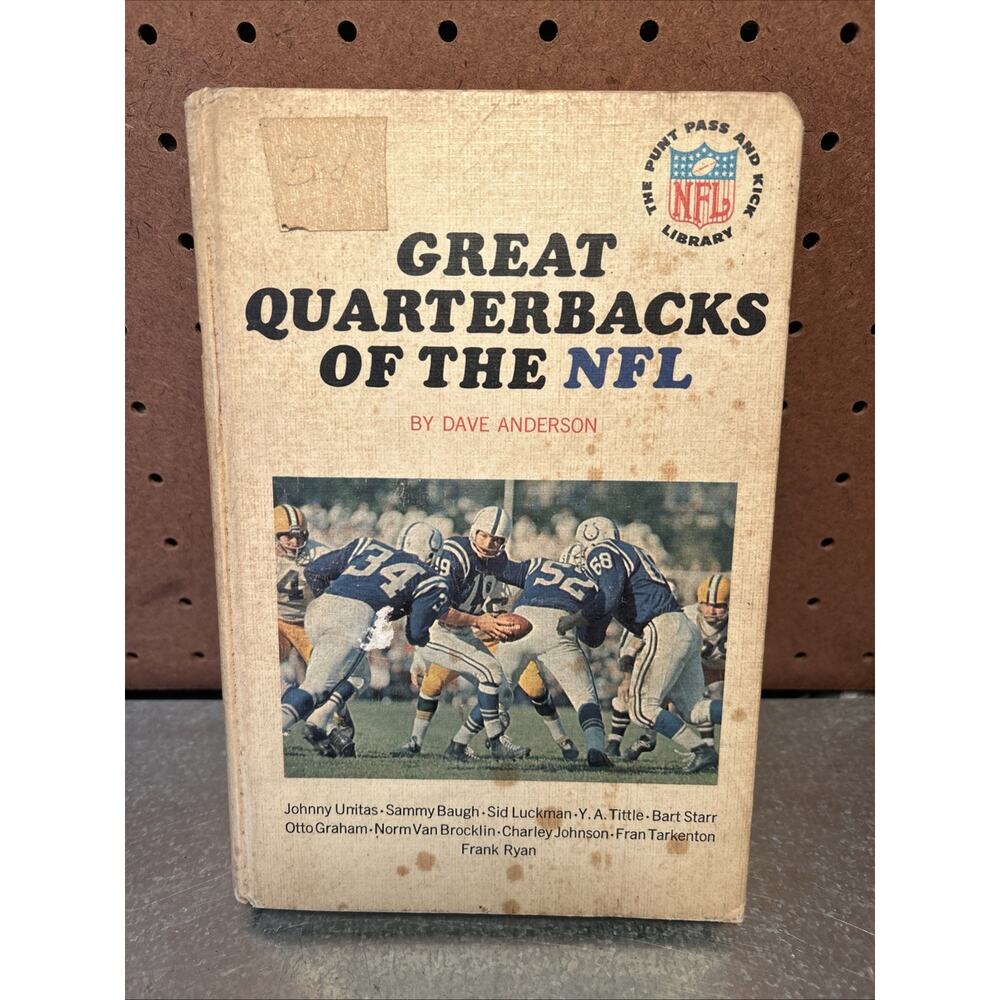 THE PUNT PASS AND KICK
LIBRARY
NFL
GREAT
QUARTERBACKS
OF THE NFL
BY DAVE ANDERSON
34
19
52
68
Johnny Unitas • Sammy Baugh • Sid Luckman • Y. A. Tittle • Bart Starr
Otto Graham • Norm Van Brocklin • Charley Johnson • Fran Tarkenton
Frank Ryan